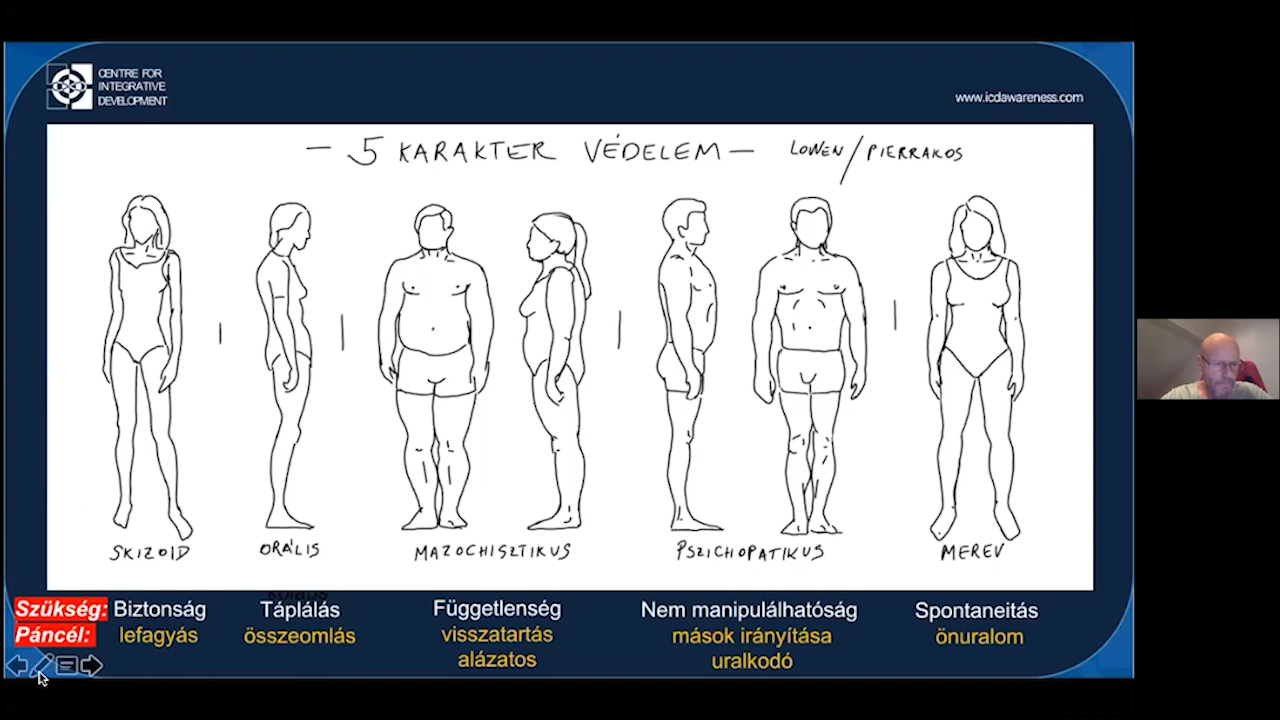 CENTRE FOR
INTEGRATIVE
DEVELOPMENT
www.icdawareness.com
- 5 KARAKTER VÉDELEM - LOWEN/PIERRAKOS
SKIZOID ORÁLIS MAZOCHISZTIKUS PSZICHOPATIKUS MEREV
Szükség: Biztonság Táplálás Függetlenség Nem manipulálhatóság Spontaneitás
Páncél: lefagyás összeomlás visszatartás mások irányítása önuralom
alázatos uralkodó